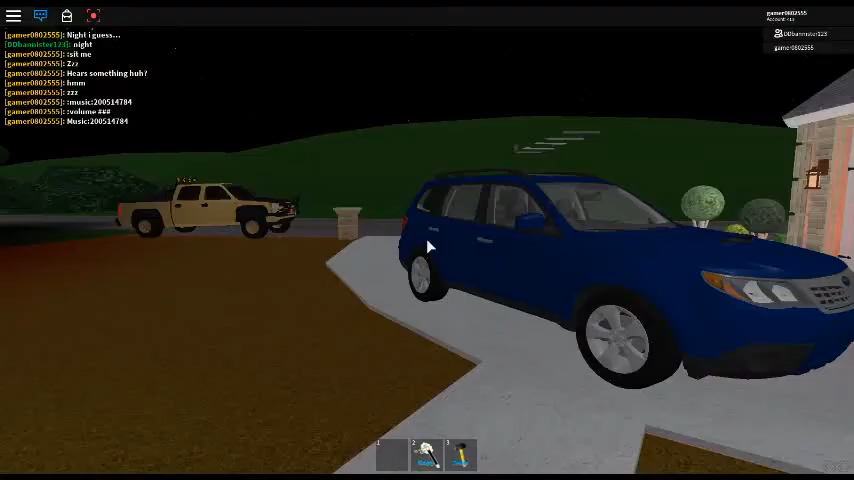 [gamer0802555]: Night i guess...
[DDbannister123]: night
[gamer0802555]: :sit me
[gamer0802555]: Zzz
[gamer0802555]: Hears something huh?
[gamer0802555]: hmm
[gamer0802555]: zzz
[gamer0802555]: :music:200514784
[gamer0802555]: :volume ###
[gamer0802555]: Music:200514784
gamer0802555
DDbannister123
gamer0802555
1
2
3